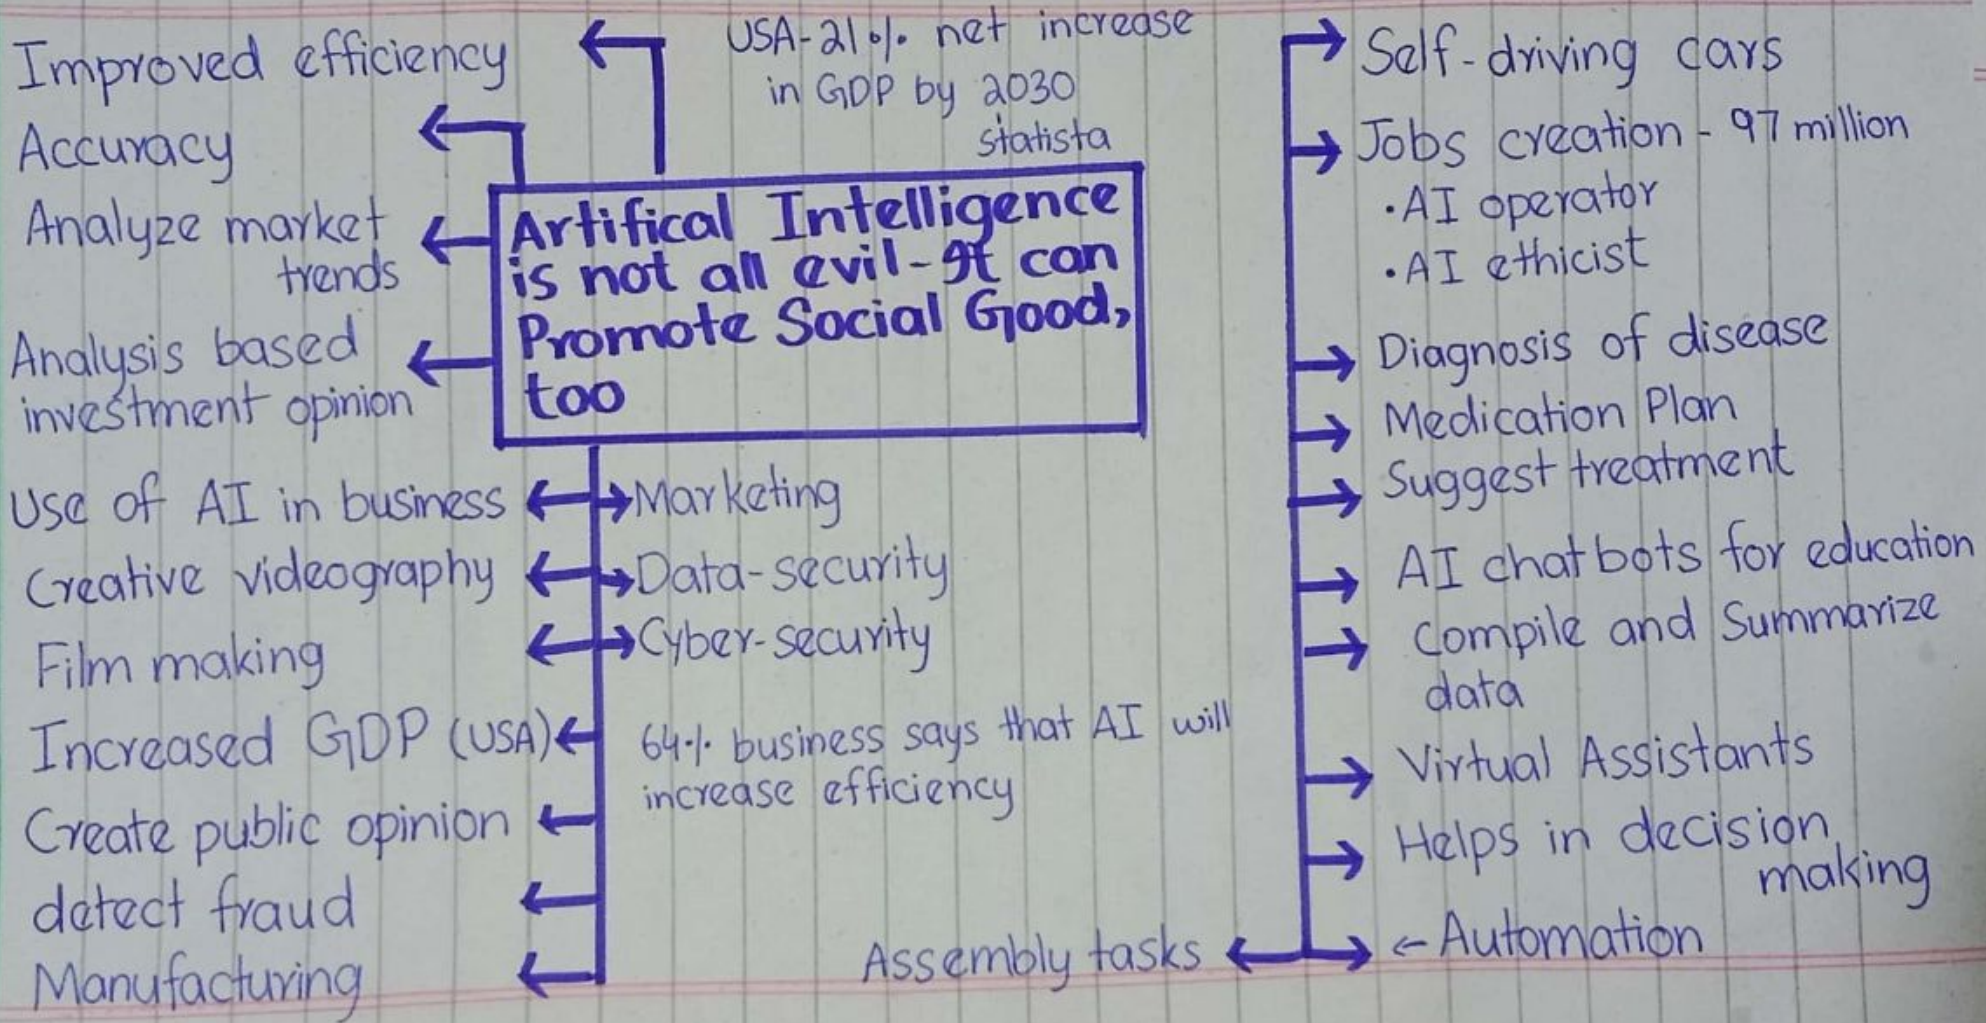 Improved efficiency
Accuracy
Analyze market
trends
Analysis based
investment opinion
USA-21% net increase
in GDP by 2030
statista
Artifical Intelligence
is not all evil-It can
Promote Social Good,
too
Use of AI in business
Creative videography
Film making
Increased GDP (USA)
Create public opinion
detect fraud
Manufacturing
Marketing
Data-security
Cyber-security
64% business says that AI will
increase efficiency
Self-driving cars
Jobs creation - 97 million
·AI operator
·AI ethicist
Diagnosis of disease
Medication Plan
Suggest treatment
AI chatbots for education
Compile and Summarize
data
Virtual Assistants
Helps in decision
making
←Automation
Assembly tasks